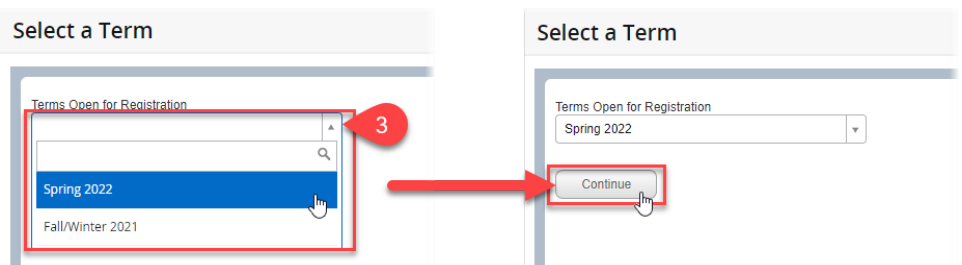 Select a Term
Terms Open for Registration
3
Spring 2022
Fall/Winter 2021
Select a Term
Terms Open for Registration
Spring 2022
Continue